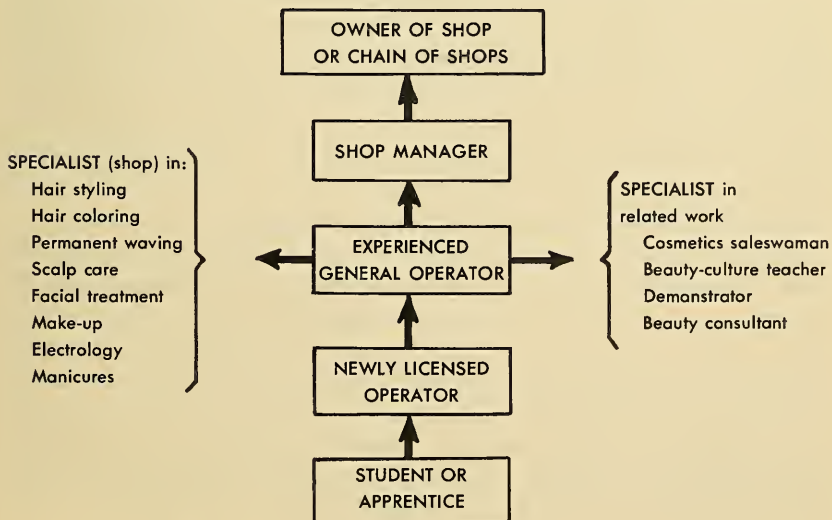 OWNER OF SHOP
OR CHAIN OF SHOPS
SHOP MANAGER
SPECIALIST (shop) in:
Hair styling
Hair coloring
Permanent waving
Scalp care
Facial treatment
Make-up
Electrology
Manicures
EXPERIENCED
GENERAL OPERATOR
SPECIALIST in
related work
Cosmetics saleswaman
Beauty-culture teacher
Demanstrator
Beauty consultant
NEWLY LICENSED
OPERATOR
STUDENT OR
APPRENTICE